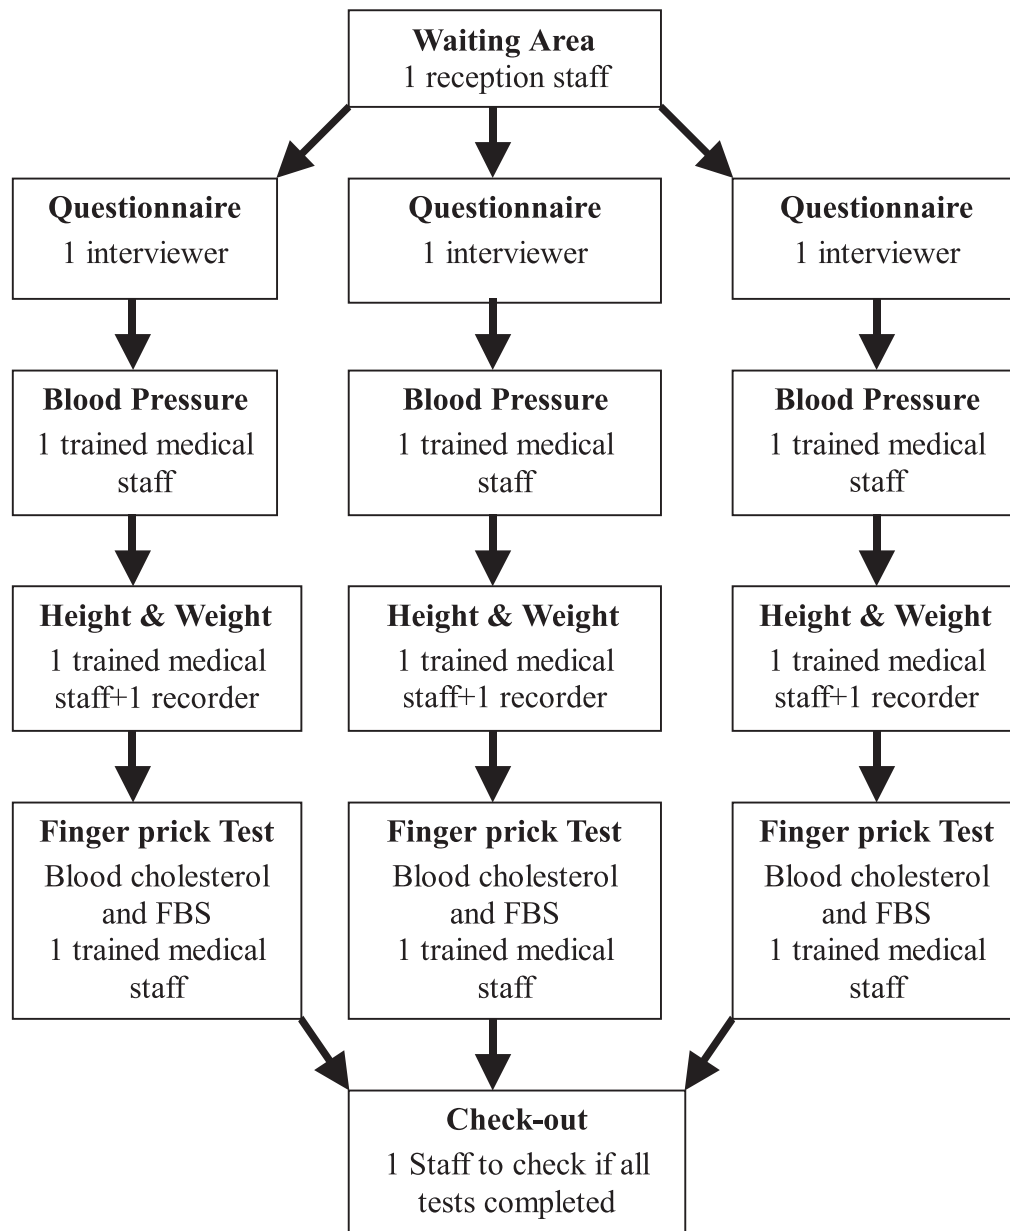 Waiting Area
1 reception staff
Questionnaire
1 interviewer
Questionnaire
1 interviewer
Questionnaire
1 interviewer
Blood Pressure
1 trained medical
staff
Blood Pressure
1 trained medical
staff
Blood Pressure
1 trained medical
staff
Height & Weight
1 trained medical
staff+1 recorder
Height & Weight
1 trained medical
staff+1 recorder
Height & Weight
1 trained medical
staff+1 recorder
Finger prick Test
Blood cholesterol
and FBS
1 trained medical
staff
Finger prick Test
Blood cholesterol
and FBS
1 trained medical
staff
Finger prick Test
Blood cholesterol
and FBS
1 trained medical
staff
Check-out
1 Staff to check if all
tests completed